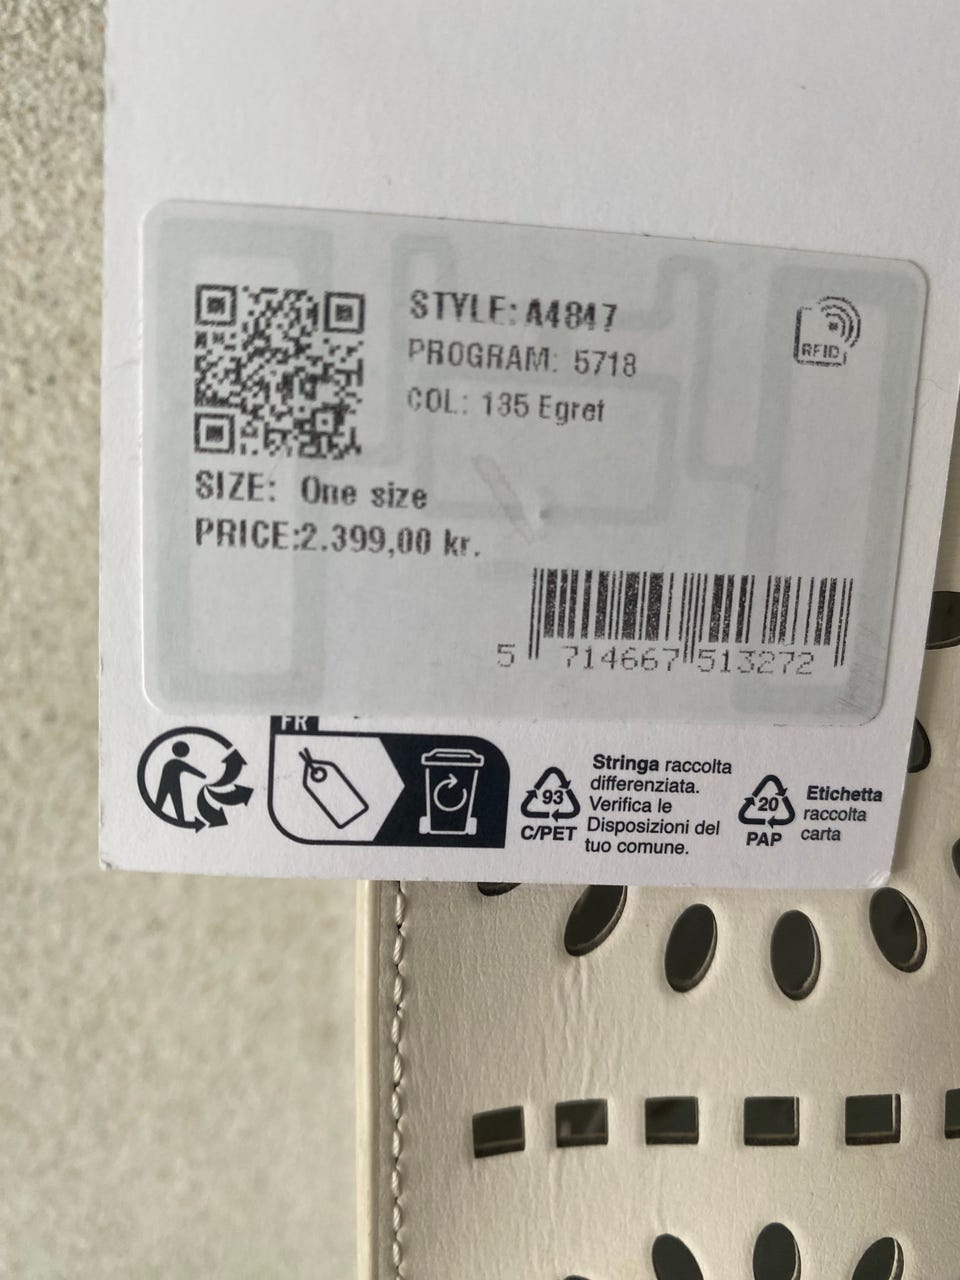 STYLE: A4847
PROGRAM: 5718
COL: 135 Egret
RFID
SIZE: One size
PRICE:2.399,00 kr.
5 714667 513272
FR
93
C/PET
Stringa raccolta
differenziata.
Verifica le
Disposizioni del
tuo comune.
20
PAP
Etichetta
raccolta
carta